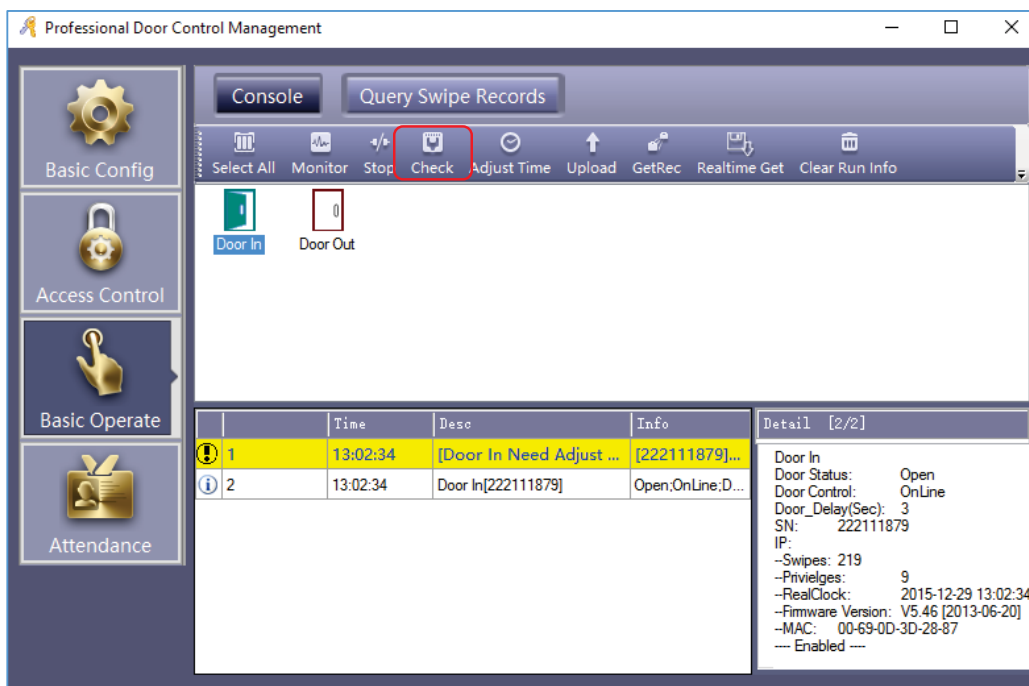 Professional Door Control Management
Console Query Swipe Records
Select All Monitor Stop Check Adjust Time Upload GetRec Realtime Get Clear Run Info
Basic Config
Door In Door Out
Access Control
Basic Operate
Time Desc Info
1 13:02:34 [Door In Need Adjust ... [222111879]...
2 13:02:34 Door In[222111879] Open;OnLine;D...
Attendance
Detail [2/2]
Door In
Door Status: Open
Door Control: OnLine
Door_Delay(Sec): 3
SN: 222111879
IP:
--Swipes: 219
--Privielges: 9
--RealClock: 2015-12-29 13:02:34
--Firmware Version: V5.46 [2013-06-20]
--MAC: 00-69-0D-3D-28-87
---- Enabled ----